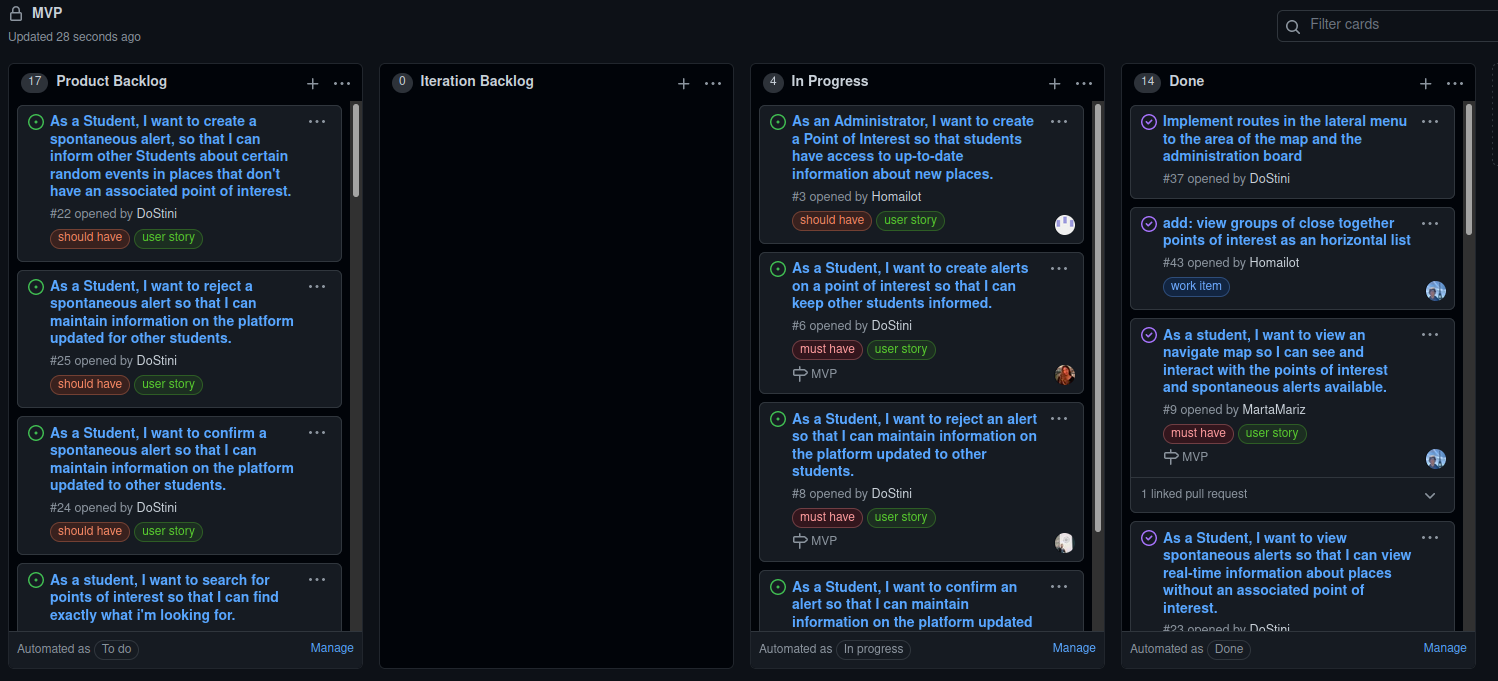 MVP
Updated 28 seconds ago
Filter cards
17 Product Backlog
As a Student, I want to create a
spontaneous alert, so that I can
inform other Students about certain
random events in places that don't
have an associated point of interest.
#22 opened by DoStini
should have user story
As a Student, I want to reject a
spontaneous alert so that I can
maintain information on the platform
updated for other students.
#25 opened by DoStini
should have user story
As a Student, I want to confirm a
spontaneous alert so that I can
maintain information on the platform
updated to other students.
#24 opened by DoStini
should have user story
As a student, I want to search for
points of interest so that I can find
exactly what i'm looking for.
Automated as To do Manage
0 Iteration Backlog
4 In Progress
As an Administrator, I want to create
a Point of Interest so that students
have access to up-to-date
information about new places.
#3 opened by Homailot
should have user story
As a Student, I want to create alerts
on a point of interest so that I can
keep other students informed.
#6 opened by DoStini
must have user story
MVP
As a Student, I want to reject an alert
so that I can maintain information on
the platform updated to other
students.
#8 opened by DoStini
must have user story
MVP
As a Student, I want to confirm an
alert so that I can maintain
information on the platform updated
Automated as In progress Manage
14 Done
Implement routes in the lateral menu
to the area of the map and the
administration board
#37 opened by DoStini
add: view groups of close together
points of interest as an horizontal list
#43 opened by Homailot
work item
As a student, I want to view an
navigate map so I can see and
interact with the points of interest
and spontaneous alerts available.
#9 opened by MartaMariz
must have user story
MVP
1 linked pull request
As a Student, I want to view
spontaneous alerts so that I can view
real-time information about places
without an associated point of
interest.
#23 opened by DoStini
Automated as Done Manage